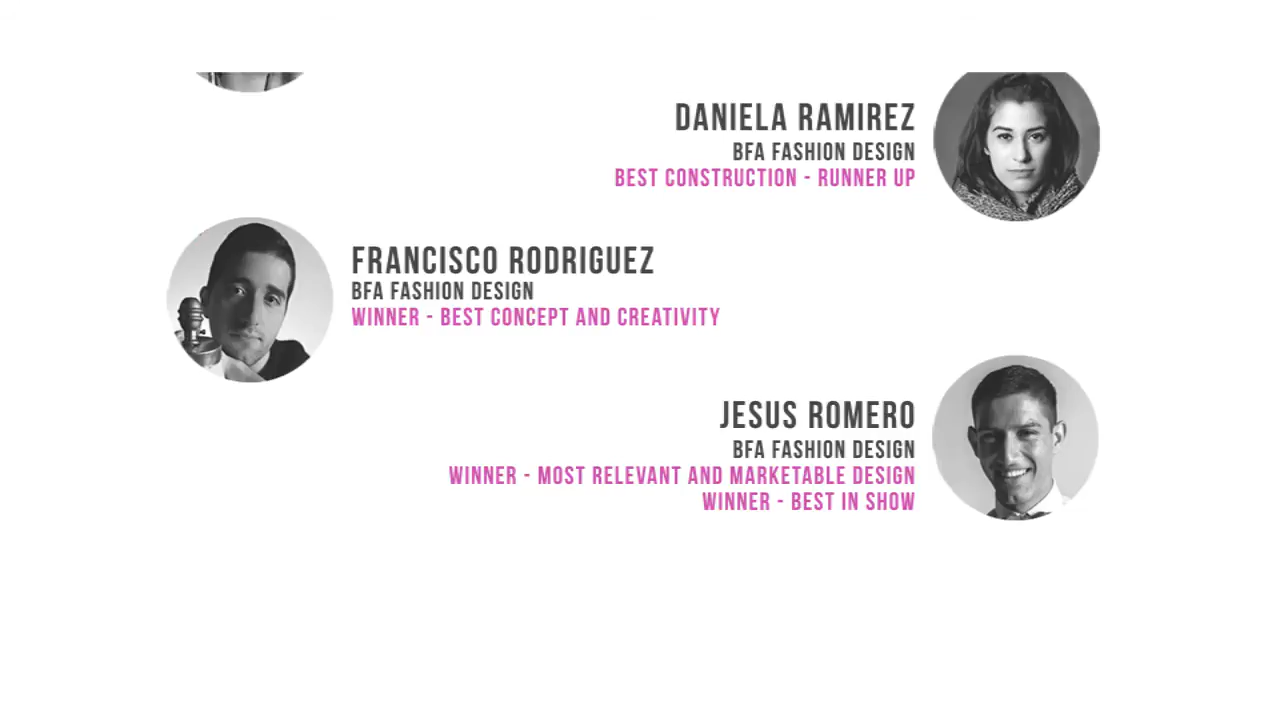 DANIELA RAMIREZ
BFA FASHION DESIGN
BEST CONSTRUCTION - RUNNER UP
FRANCISCO RODRIGUEZ
BFA FASHION DESIGN
WINNER - BEST CONCEPT AND CREATIVITY
JESUS ROMERO
BFA FASHION DESIGN
WINNER - MOST RELEVANT AND MARKETABLE DESIGN
WINNER - BEST IN SHOW